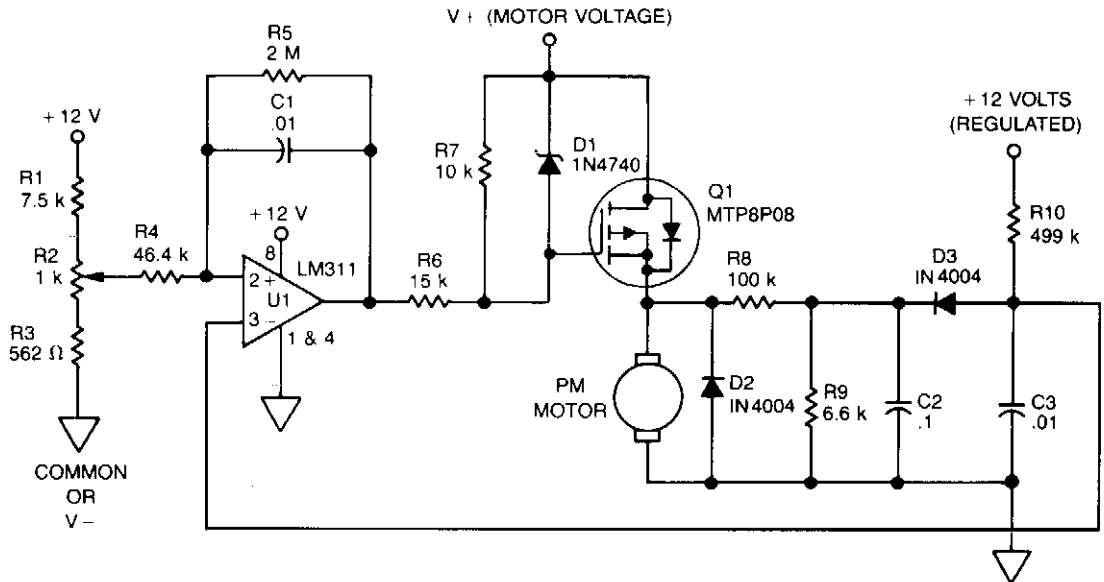 V + (MOTOR VOLTAGE)
R5
2 M
C1
.01
+ 12 V
R1
7.5 k
R2
1 k
R3
562 Ω
COMMON
OR
V –
R4
46.4 k
+ 12 V
8
LM311
2 +
U1
3 –
1 & 4
R6
15 k
R7
10 k
D1
1N4740
Q1
MTP8P08
+ 12 VOLTS
(REGULATED)
R10
499 k
R8
100 k
D3
IN 4004
PM
MOTOR
D2
IN 4004
R9
6.6 k
C2
.1
C3
.01